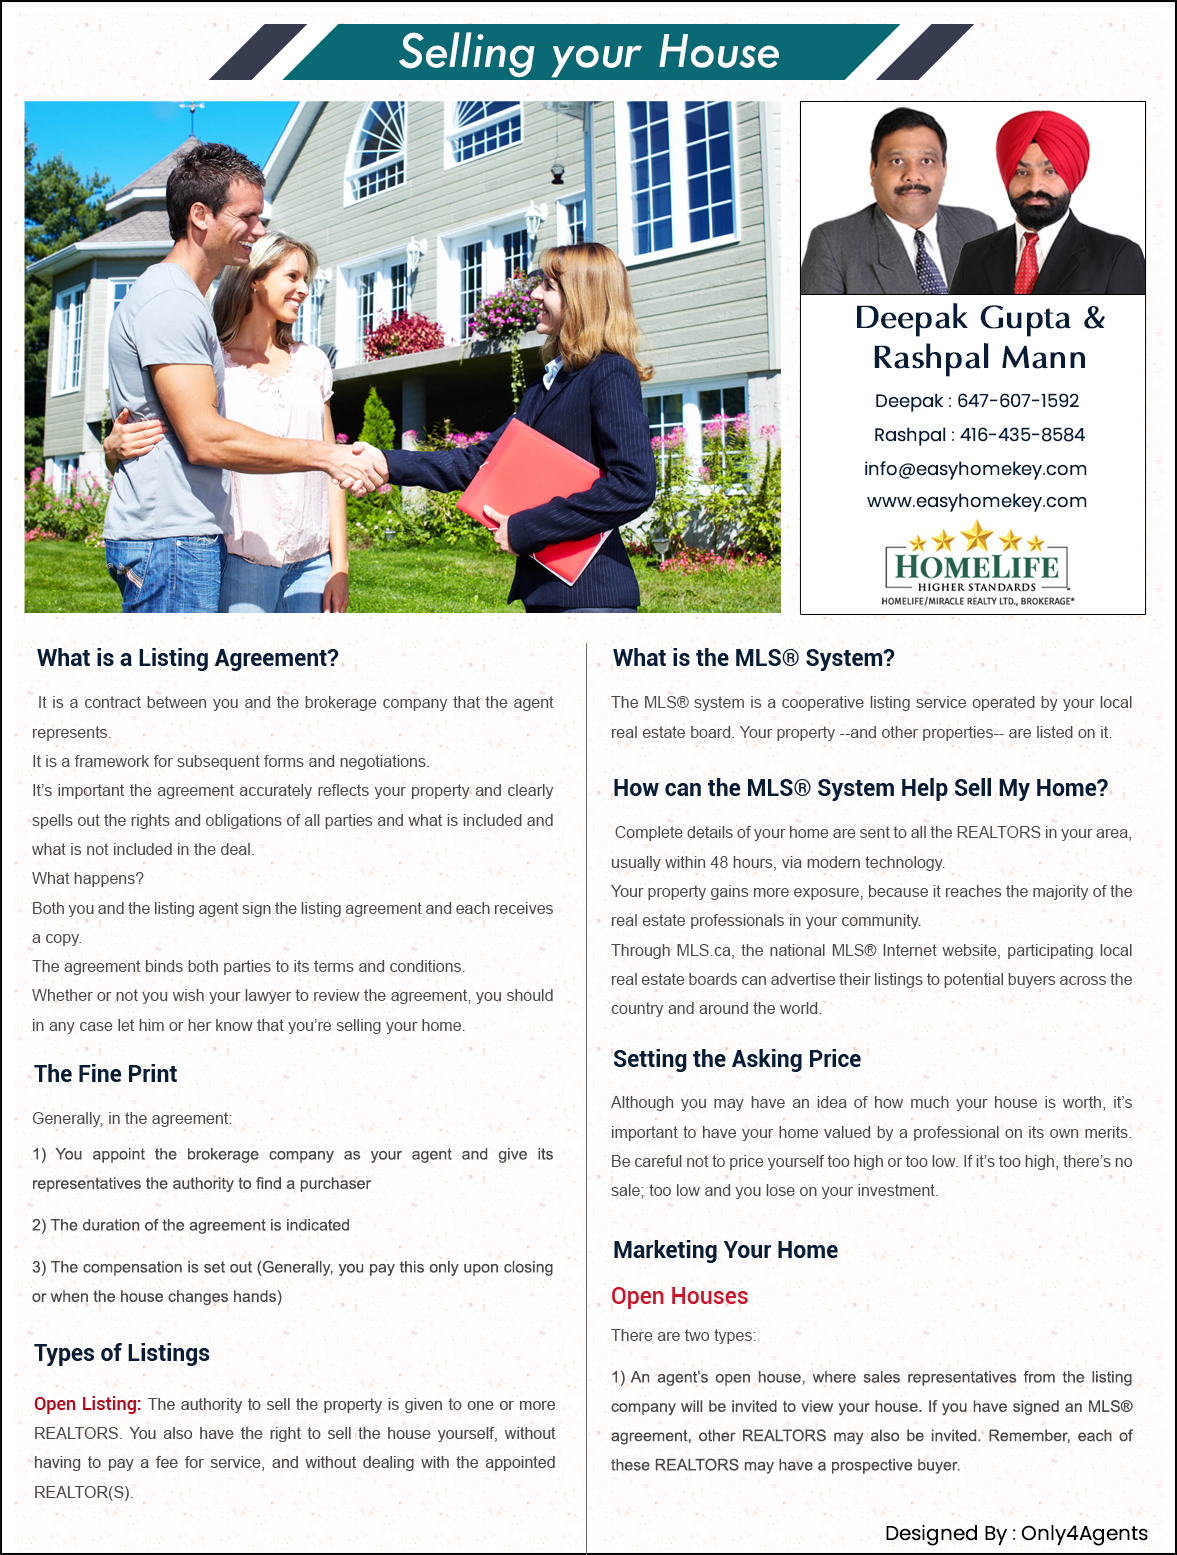 Selling your House
Deepak Gupta &
Rashpal Mann
Deepak : 647-607-1592
Rashpal : 416-435-8584
info@easyhomekey.com
www.easyhomekey.com
HOMELIFE
HIGHER STANDARDS
HOMELIFE/MIRACLE REALTY LTD., BROKERAGE*
What is a Listing Agreement?
It is a contract between you and the brokerage company that the agent
represents.
It is a framework for subsequent forms and negotiations.
It's important the agreement accurately reflects your property and clearly
spells out the rights and obligations of all parties and what is included and
what is not included in the deal.
What happens?
Both you and the listing agent sign the listing agreement and each receives
a copy.
The agreement binds both parties to its terms and conditions.
Whether or not you wish your lawyer to review the agreement, you should
in any case let him or her know that you're selling your home.
The Fine Print
Generally, in the agreement:
1) You appoint the brokerage company as your agent and give its
representatives the authority to find a purchaser
2) The duration of the agreement is indicated
3) The compensation is set out (Generally, you pay this only upon closing
or when the house changes hands)
Types of Listings
Open Listing: The authority to sell the property is given to one or more
REALTORS. You also have the right to sell the house yourself, without
having to pay a fee for service, and without dealing with the appointed
REALTOR(S).
What is the MLS® System?
The MLS® system is a cooperative listing service operated by your local
real estate board. Your property --and other properties-- are listed on it.
How can the MLS® System Help Sell My Home?
Complete details of your home are sent to all the REALTORS in your area,
usually within 48 hours, via modern technology.
Your property gains more exposure, because it reaches the majority of the
real estate professionals in your community.
Through MLS.ca, the national MLS® Internet website, participating local
real estate boards can advertise their listings to potential buyers across the
country and around the world.
Setting the Asking Price
Although you may have an idea of how much your house is worth, it's
important to have your home valued by a professional on its own merits.
Be careful not to price yourself too high or too low. If it's too high, there's no
sale; too low and you lose on your investment.
Marketing Your Home
Open Houses
There are two types:
1) An agent's open house, where sales representatives from the listing
company will be invited to view your house. If you have signed an MLS®
agreement, other REALTORS may also be invited. Remember, each of
these REALTORS may have a prospective buyer.
Designed By : Only4Agents